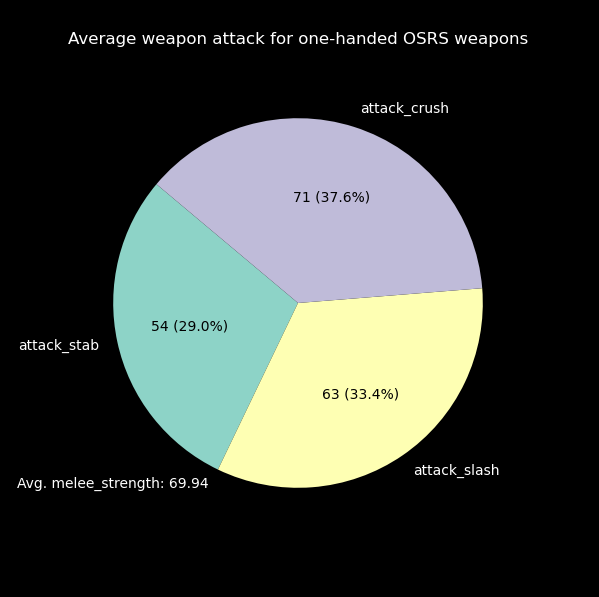 Average weapon attack for one-handed OSRS weapons
attack_crush
71 (37.6%)
54 (29.0%)
attack_stab
63 (33.4%)
attack_slash
Avg. melee_strength: 69.94